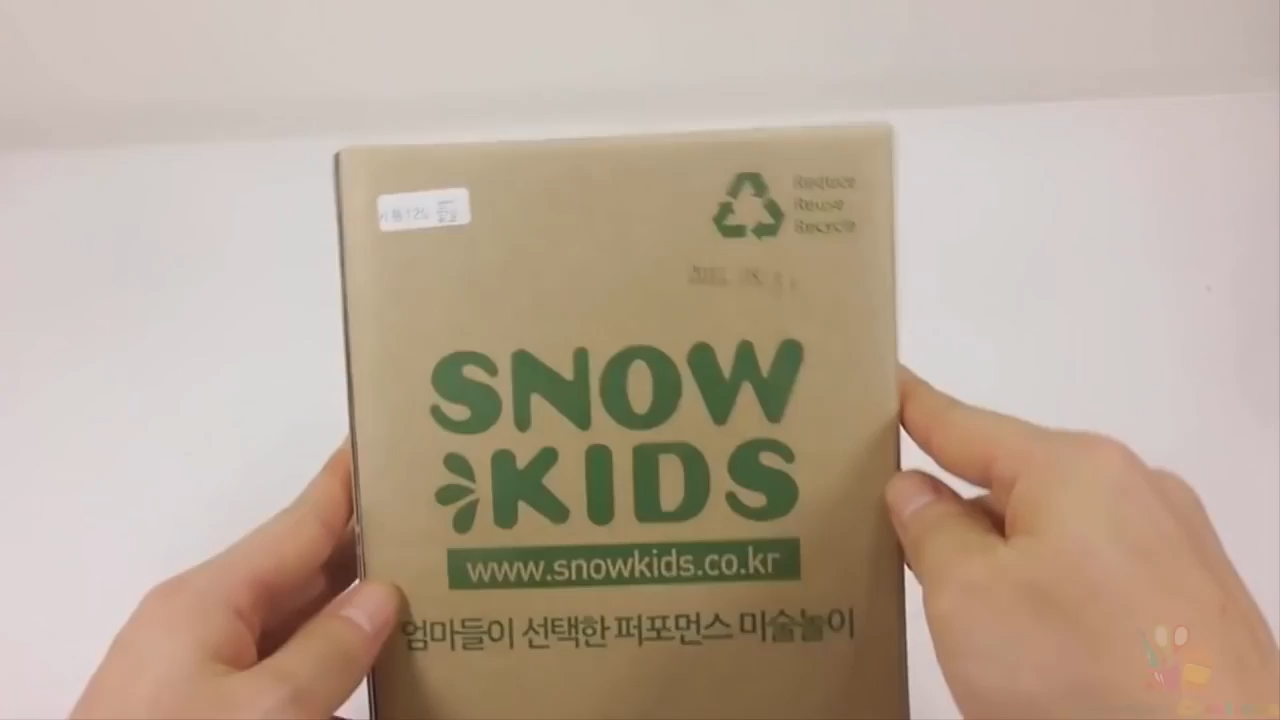 Reduce
Reuse
Recycle
SNOW
KIDS
www.snowkids.co.kr
엄마들이 선택한 퍼포먼스 미술놀이